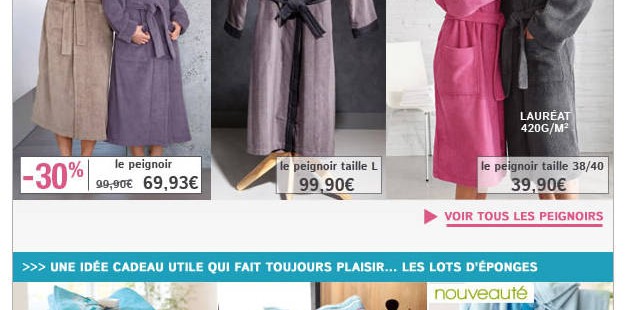 LAURÉAT
420G/M²
-30%
le peignoir
99,90€ 69,93€
le peignoir taille L
99,90€
le peignoir taille 38/40
39,90€
VOIR TOUS LES PEIGNOIRS
>>> UNE IDÉE CADEAU UTILE QUI FAIT TOUJOURS PLAISIR... LES LOTS D'ÉPONGES
nouveauté